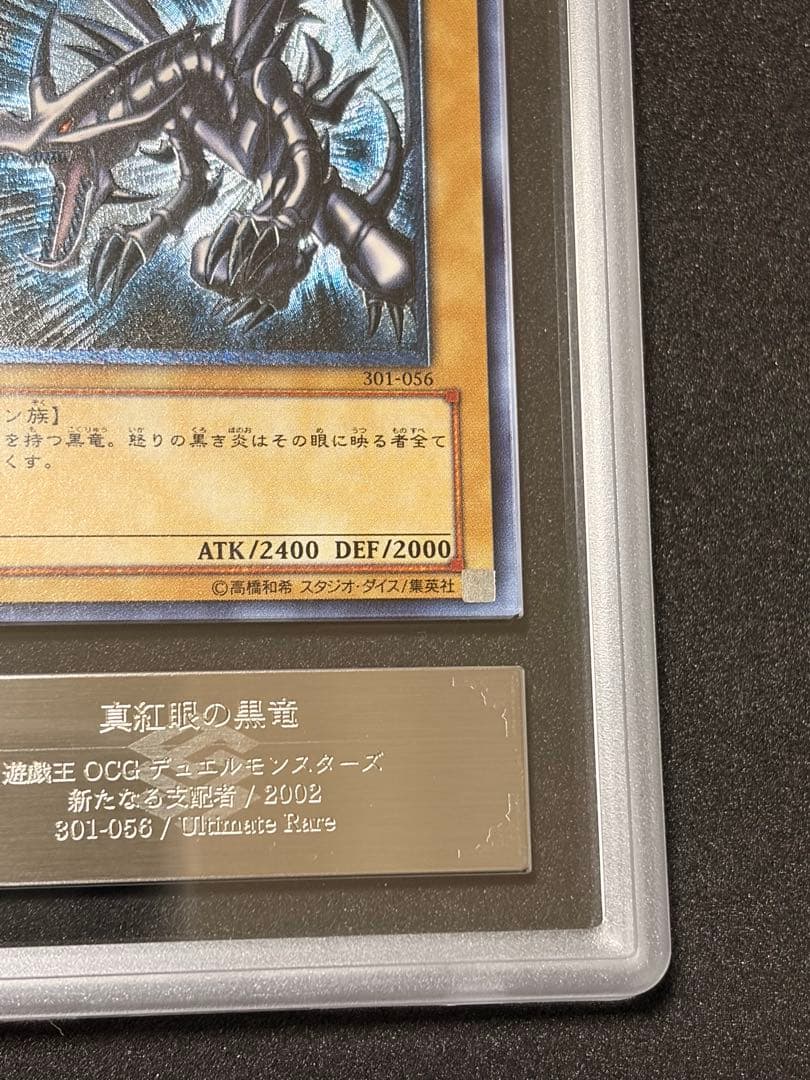 301-056
ン族】
を持つ黒竜。怒りの黒き炎はその眼に映る者全て
くす。
ATK/2400 DEF/2000
©高橋和希 スタジオ・ダイス/集英社
真紅眼の黒竜
遊戯王 OCG デュエルモンスターズ
新たなる支配者 / 2002
301-056 / Ultimate Rare